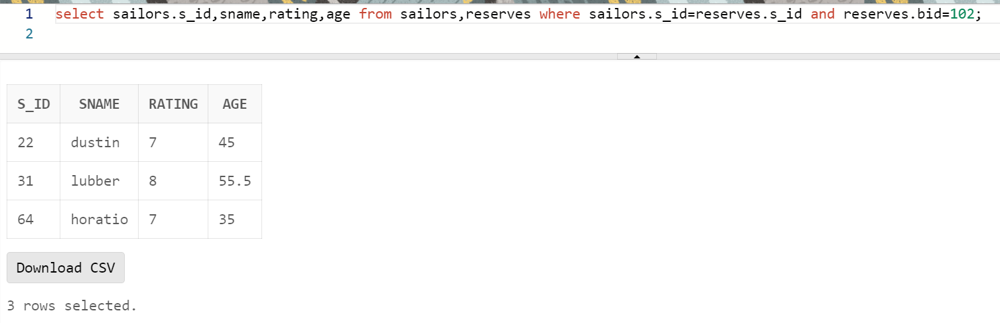 1 select sailors.s_id,sname,rating,age from sailors,reserves where sailors.s_id=reserves.s_id and reserves.bid=102;
2
S_ID SNAME RATING AGE
22 dustin 7 45
31 lubber 8 55.5
64 horatio 7 35
Download CSV
3 rows selected.